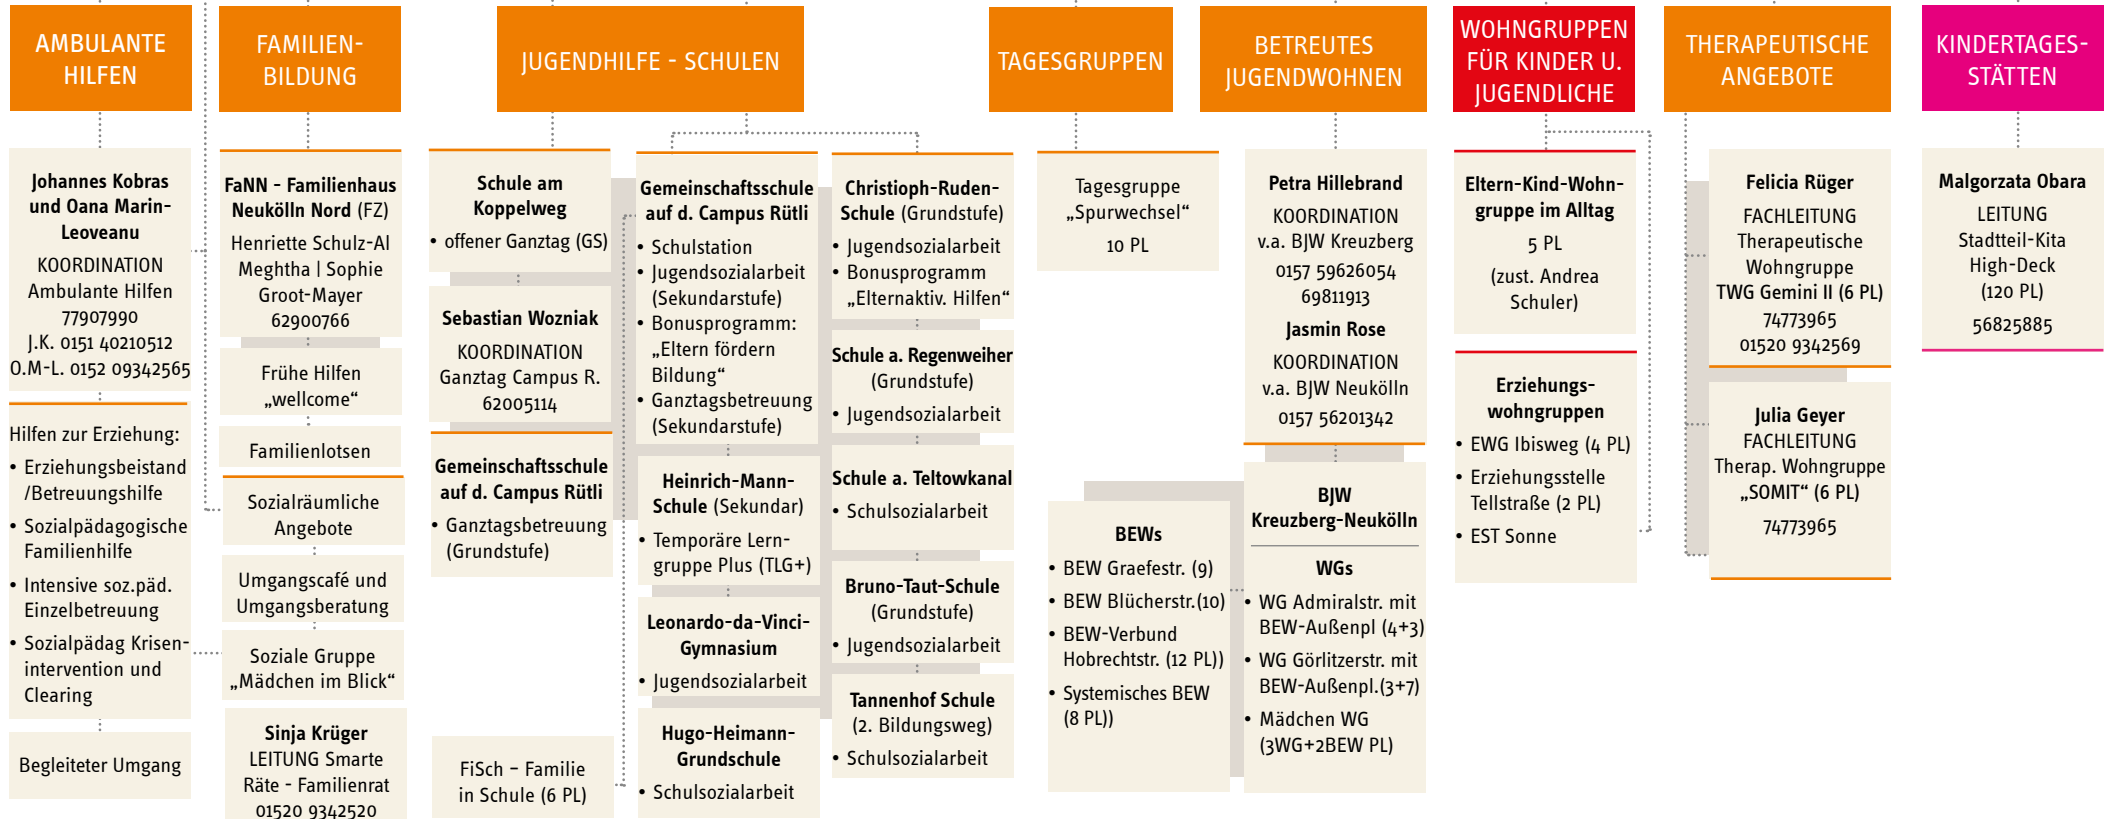 AMBULANTE
HILFEN
Johannes Kobras
und Oana Marin-
Leoveanu
KOORDINATION
Ambulante Hilfen
77907990
J.K. 0151 40210512
O.M-L. 0152 09342565
Hilfen zur Erziehung:
• Erziehungsbeistand
/Betreuungshilfe
• Sozialpädagogische
Familienhilfe
• Intensive soz.päd.
Einzelbetreuung
• Sozialpädag Krisen-
intervention und
Clearing
Begleiteter Umgang
FAMILIEN-
BILDUNG
FaNN - Familienhaus
Neukölln Nord (FZ)
Henriette Schulz-Al
Meghtha | Sophie
Groot-Mayer
62900766
Frühe Hilfen
„wellcome“
Familienlotsen
Sozialräumliche
Angebote
Umgangscafé und
Umgangsberatung
Soziale Gruppe
„Mädchen im Blick“
Sinja Krüger
LEITUNG Smarte
Räte - Familienrat
01520 9342520
JUGENDHILFE - SCHULEN
Schule am
Koppelweg
• offener Ganztag (GS)
Sebastian Wozniak
KOORDINATION
Ganztag Campus R.
62005114
Gemeinschaftsschule
auf d. Campus Rütli
• Ganztagsbetreuung
(Grundstufe)
FiSch – Familie
in Schule (6 PL)
Gemeinschaftsschule
auf d. Campus Rütli
• Schulstation
• Jugendsozialarbeit
(Sekundarstufe)
• Bonusprogramm:
„Eltern fördern
Bildung“
• Ganztagsbetreuung
(Sekundarstufe)
Heinrich-Mann-
Schule (Sekundar)
• Temporäre Lern-
gruppe Plus (TLG+)
Leonardo-da-Vinci-
Gymnasium
• Jugendsozialarbeit
Hugo-Heimann-
Grundschule
• Schulsozialarbeit
Christioph-Ruden-
Schule (Grundstufe)
• Jugendsozialarbeit
• Bonusprogramm
„Elternaktiv. Hilfen“
Schule a. Regenweiher
(Grundstufe)
• Jugendsozialarbeit
Schule a. Teltowkanal
• Schulsozialarbeit
Bruno-Taut-Schule
(Grundstufe)
• Jugendsozialarbeit
Tannenhof Schule
(2. Bildungsweg)
• Schulsozialarbeit
TAGESGRUPPEN
Tagesgruppe
„Spurwechsel“
10 PL
BETREUTES
JUGENDWOHNEN
Petra Hillebrand
KOORDINATION
v.a. BJW Kreuzberg
0157 59626054
69811913
Jasmin Rose
KOORDINATION
v.a. BJW Neukölln
0157 56201342
BEWs
• BEW Graefestr. (9)
• BEW Blücherstr.(10)
• BEW-Verbund
Hobrechtstr. (12 PL))
• Systemisches BEW
(8 PL))
BJW
Kreuzberg-Neukölln
WGs
• WG Admiralstr. mit
BEW-Außenpl (4+3)
• WG Görlitzerstr. mit
BEW-Außenpl.(3+7)
• Mädchen WG
(3WG+2BEW PL)
WOHNGRUPPEN
FÜR KINDER U.
JUGENDLICHE
Eltern-Kind-Wohn-
gruppe im Alltag
5 PL
(zust. Andrea
Schuler)
Erziehungs-
wohngruppen
• EWG Ibisweg (4 PL)
• Erziehungsstelle
Tellstraße (2 PL)
• EST Sonne
THERAPEUTISCHE
ANGEBOTE
Felicia Rüger
FACHLEITUNG
Therapeutische
Wohngruppe
TWG Gemini II (6 PL)
74773965
01520 9342569
Julia Geyer
FACHLEITUNG
Therap. Wohngruppe
„SOMIT“ (6 PL)
74773965
KINDERTAGES-
STÄTTEN
Malgorzata Obara
LEITUNG
Stadtteil-Kita
High-Deck
(120 PL)
56825885